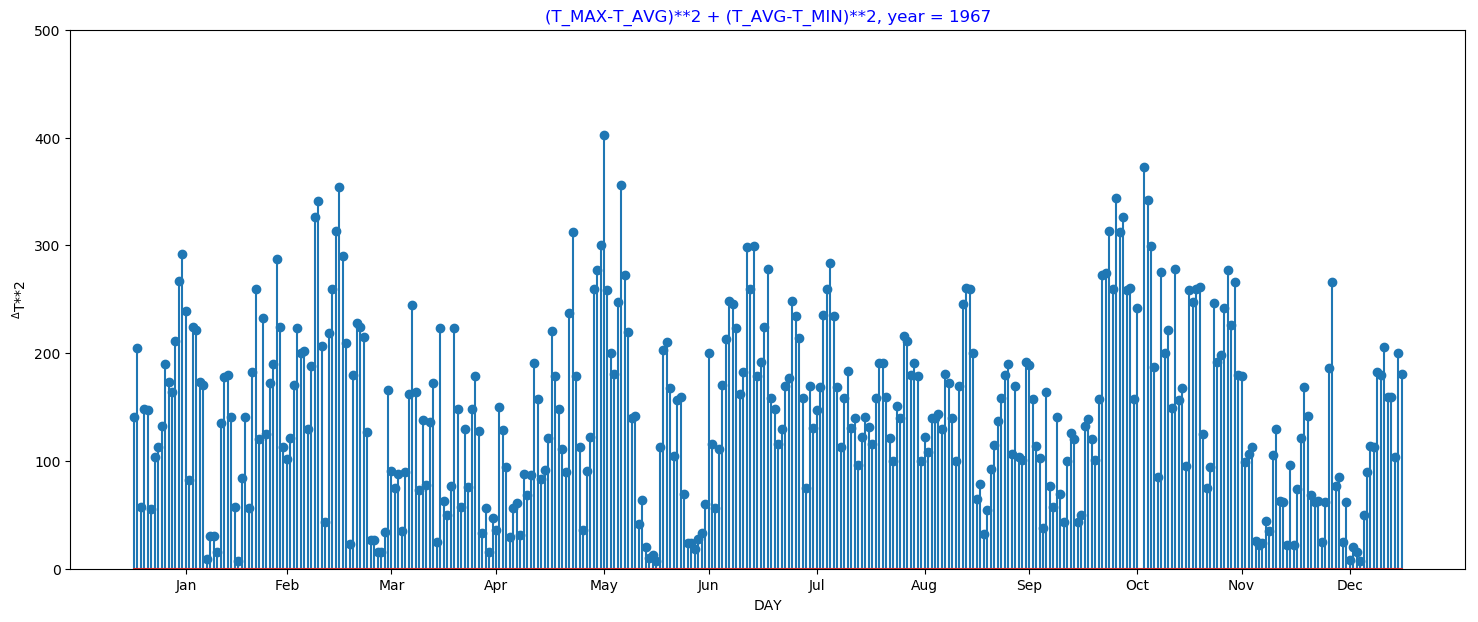 (T_MAX-T_AVG)**2 + (T_AVG-T_MIN)**2, year = 1967
500
400
300
200
100
0
ΔT**2
Jan Feb Mar Apr May Jun Jul Aug Sep Oct Nov Dec
DAY